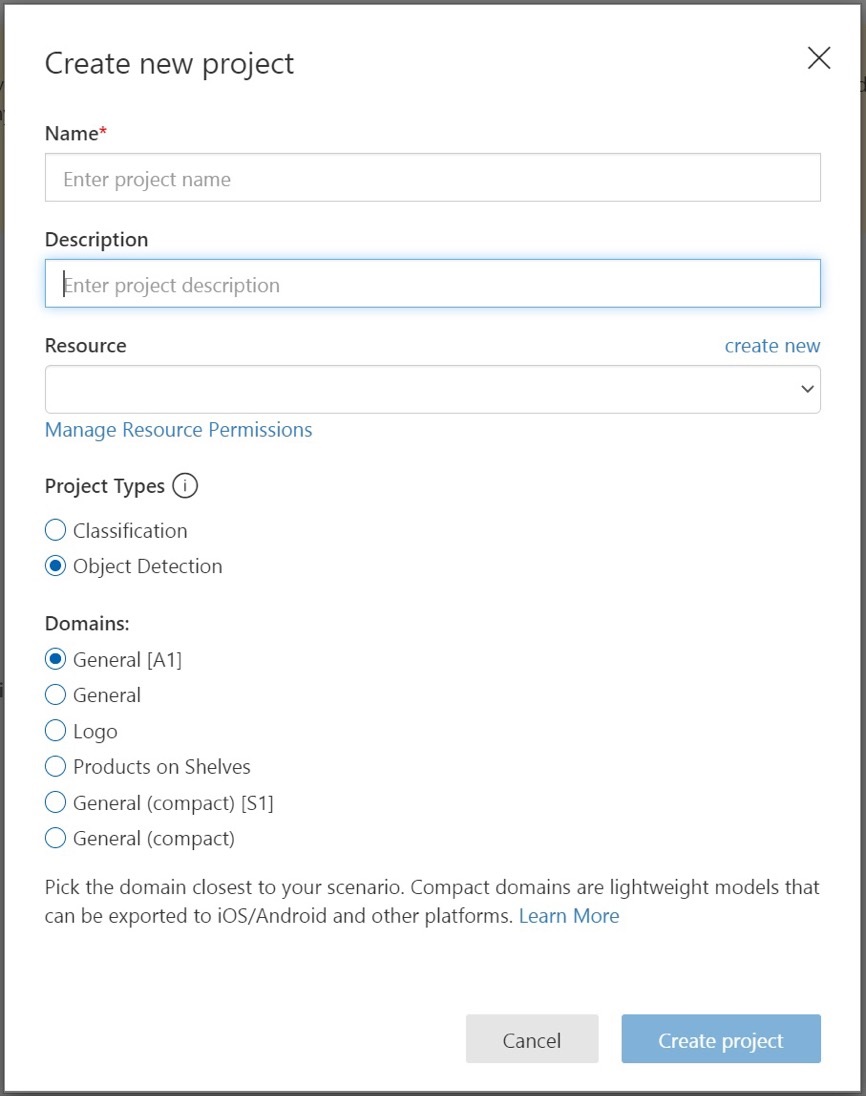 Create new project
Name*
Enter project name
Description
Enter project description
Resource
create new
Manage Resource Permissions
Project Types
Classification
Object Detection
Domains:
General [A1]
General
Logo
Products on Shelves
General (compact) [S1]
General (compact)
Pick the domain closest to your scenario. Compact domains are lightweight models that
can be exported to iOS/Android and other platforms. Learn More
Cancel
Create project